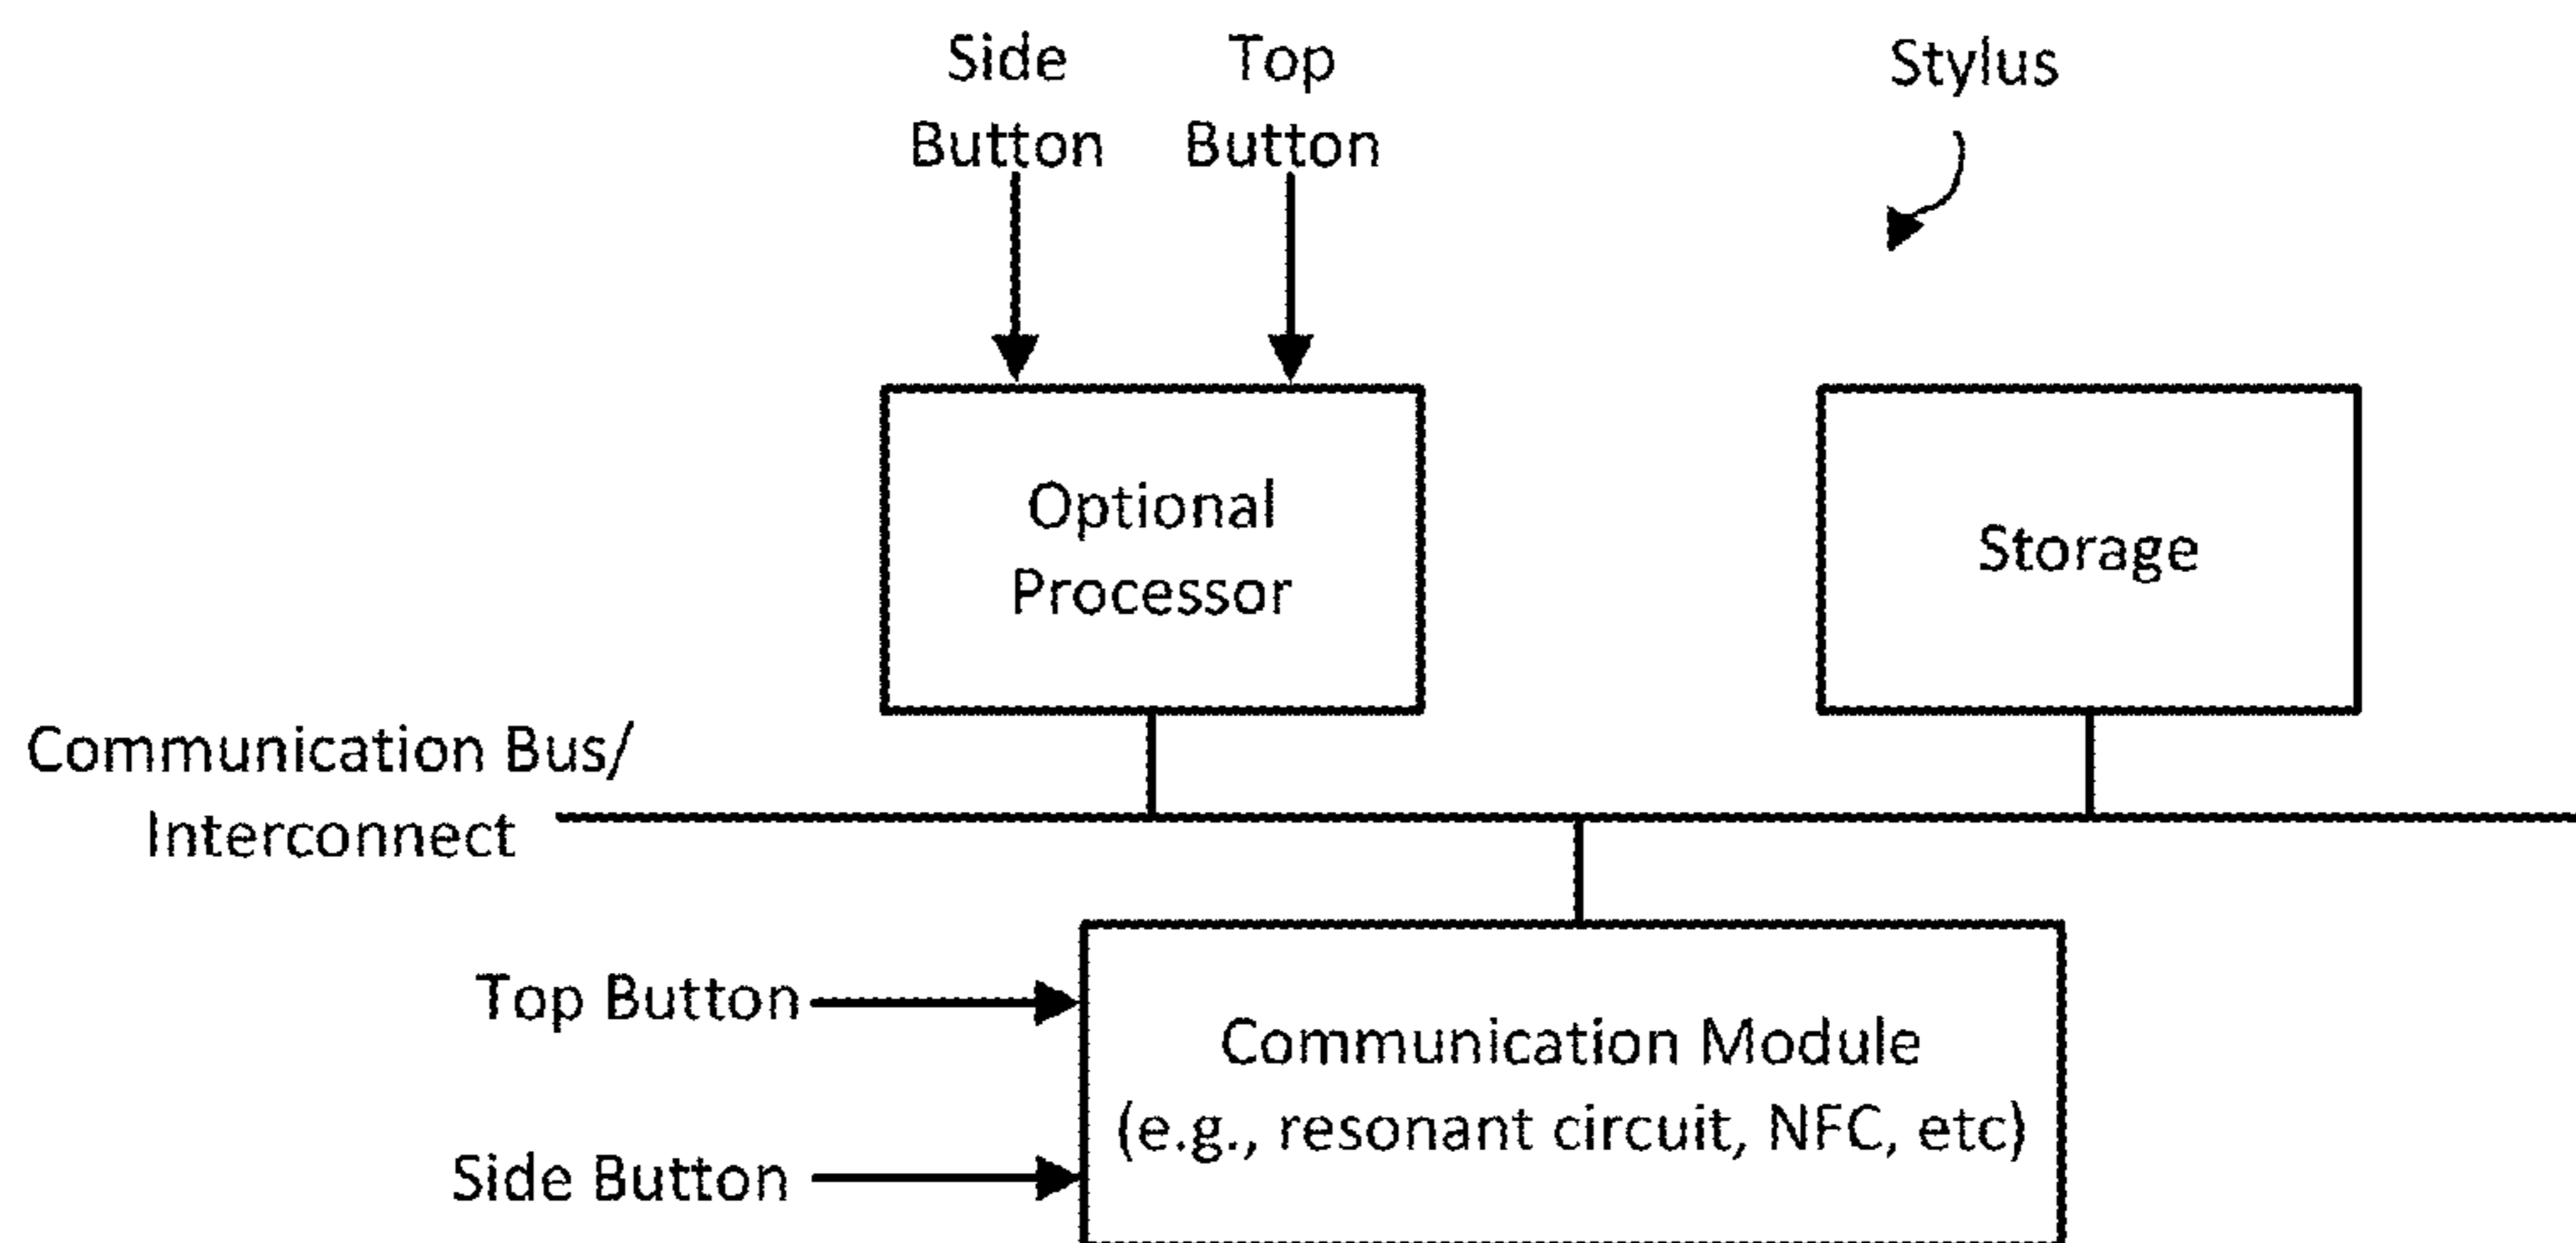 Side
Button
Top
Button
Stylus
Optional
Processor
Storage
Communication Bus/
Interconnect
Top Button
Side Button
Communication Module
(e.g., resonant circuit, NFC, etc)